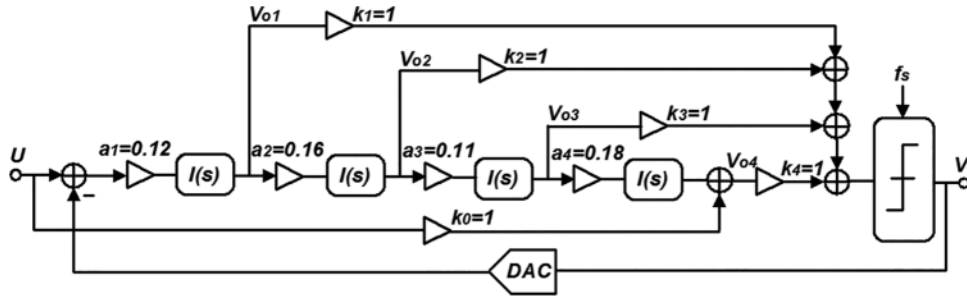 Vo1
k1=1
Vo2
k2=1
fs
Vo3
k3=1
U
a1=0.12
a2=0.16
a3=0.11
a4=0.18
Vo4
V
I(s)
I(s)
I(s)
I(s)
k4=1
k0=1
DAC